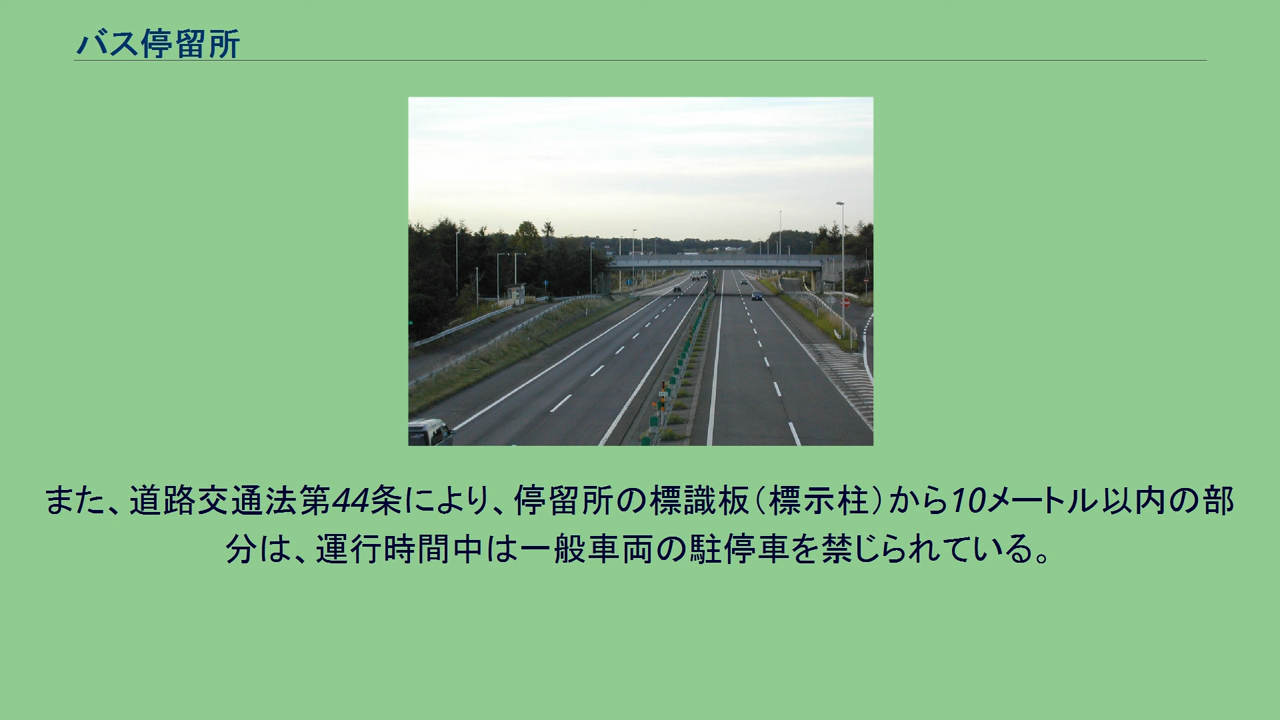 バス停留所
また、道路交通法第44条により、停留所の標識板（標示柱）から10メートル以内の部
分は、運行時間中は一般車両の駐停車を禁じられている。